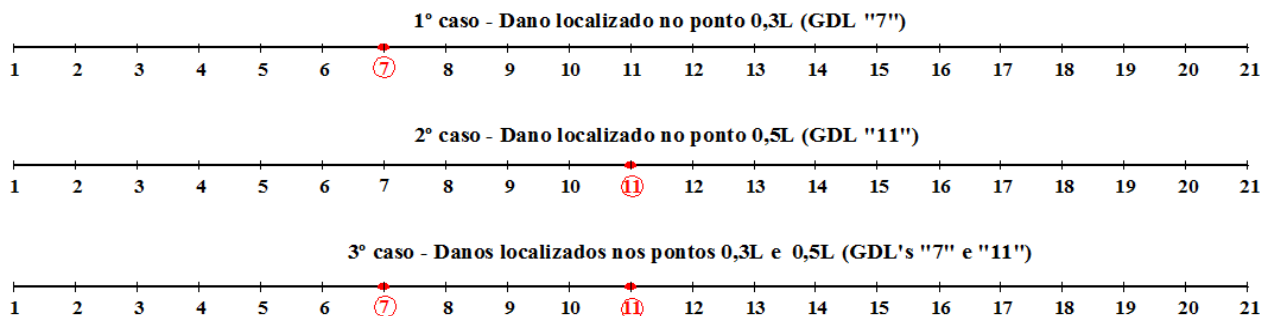 1º caso - Dano localizado no ponto 0,3L (GDL "7")
1 2 3 4 5 6 7 8 9 10 11 12 13 14 15 16 17 18 19 20 21
2º caso - Dano localizado no ponto 0,5L (GDL "11")
1 2 3 4 5 6 7 8 9 10 11 12 13 14 15 16 17 18 19 20 21
3º caso - Danos localizados nos pontos 0,3L e 0,5L (GDL's "7" e "11")
1 2 3 4 5 6 7 8 9 10 11 12 13 14 15 16 17 18 19 20 21